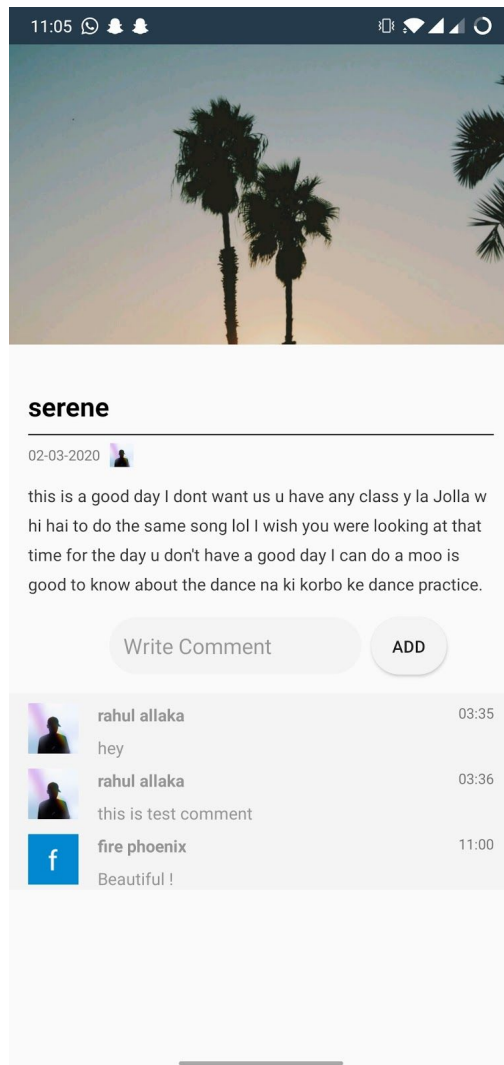 11:05
serene
02-03-2020
this is a good day I dont want us u have any class y la Jolla w
hi hai to do the same song lol I wish you were looking at that
time for the day u don't have a good day I can do a moo is
good to know about the dance na ki korbo ke dance practice.
Write Comment ADD
rahul allaka 03:35
hey
rahul allaka 03:36
this is test comment
f fire phoenix 11:00
Beautiful !